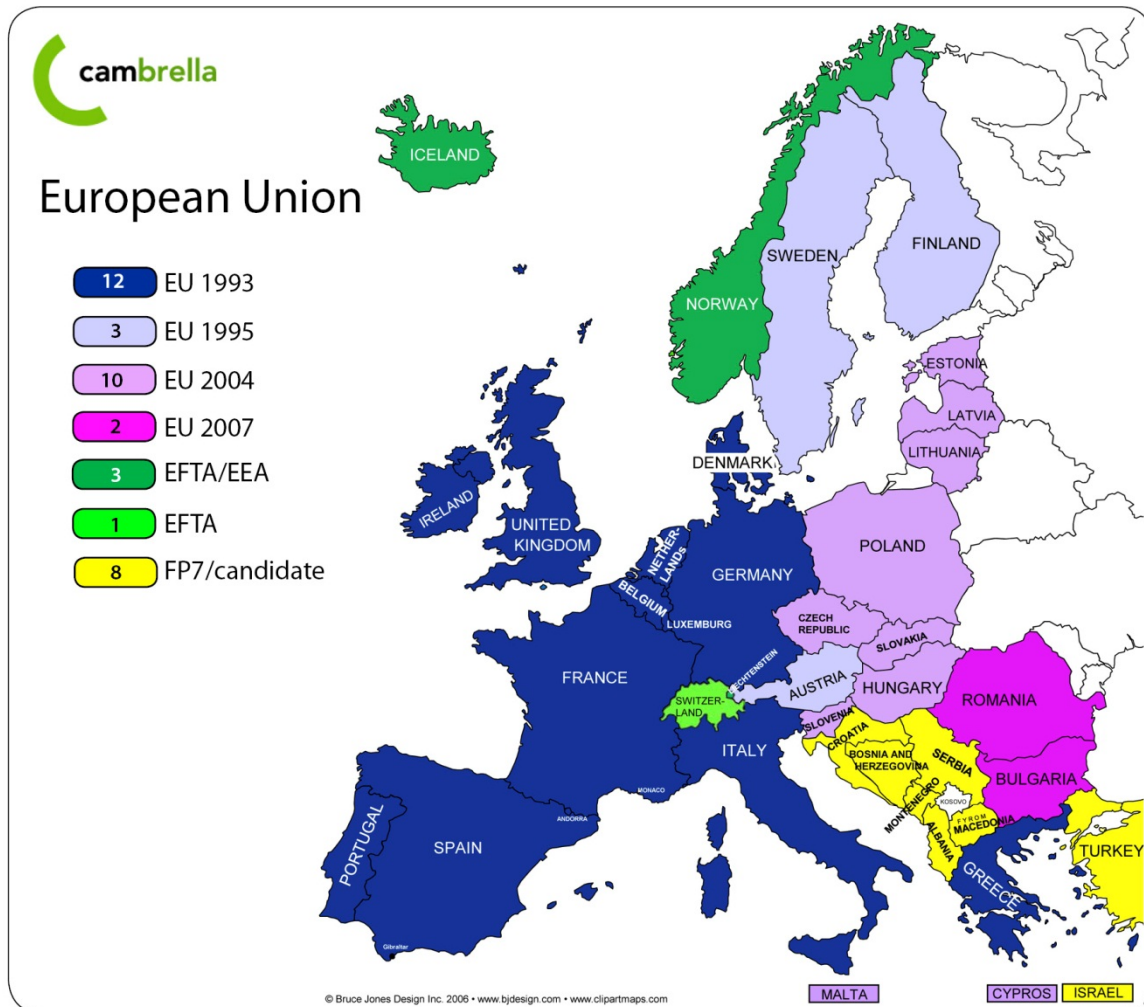 cambrella
European Union
12 EU 1993
3 EU 1995
10 EU 2004
2 EU 2007
3 EFTA/EEA
1 EFTA
8 FP7/candidate
ICELAND
NORWAY
SWEDEN
FINLAND
ESTONIA
LATVIA
LITHUANIA
DENMARK
IRELAND
UNITED
KINGDOM
NETHER-
LANDs
BELGIUM
LUXEMBURG
GERMANY
POLAND
CZECH
REPUBLIC
SLOVAKIA
FRANCE
SWITZER-
LAND
AUSTRIA
HUNGARY
SLOVENIA
CROATIA
BOSNIA AND
HERZEGOVINA
SERBIA
ROMANIA
BULGARIA
MONTENEGRO
KOSOVO
ALBANIA
FYROM
MACEDONIA
ITALY
MONACO
ANDORRA
PORTUGAL
SPAIN
Gibraltar
GREECE
TURKEY
MALTA
CYPROS
ISRAEL
© Bruce Jones Design Inc. 2006 • www.bjdesign.com • www.clipartmaps.com